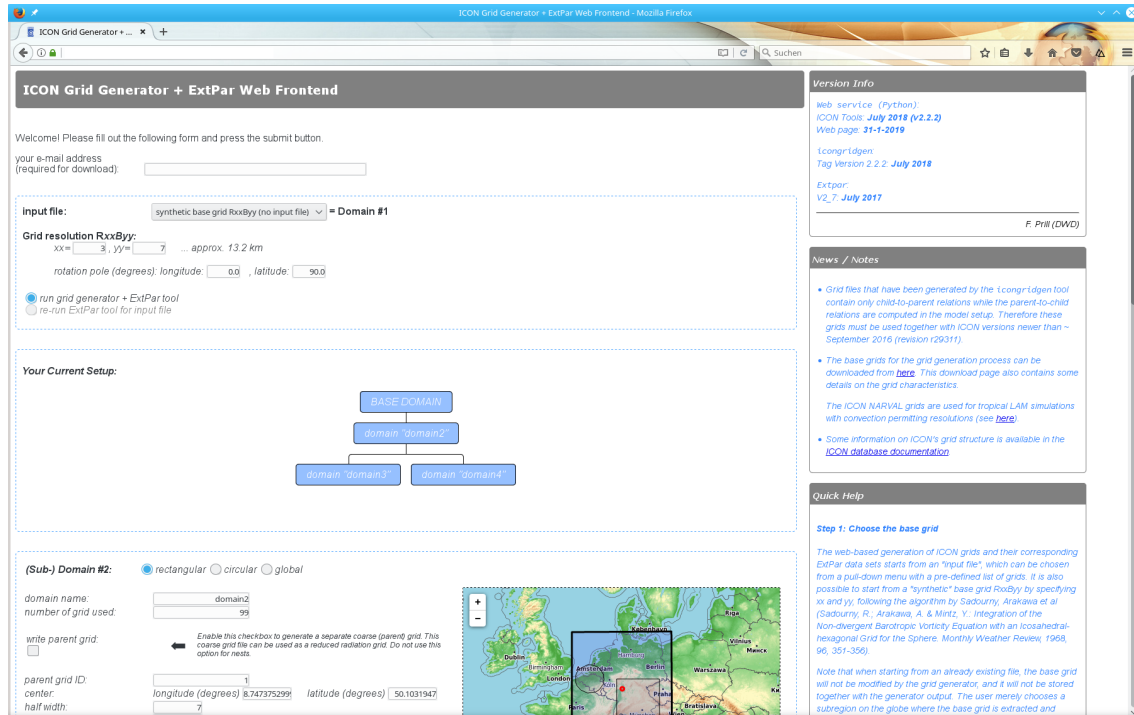 ICON Grid Generator + ExtPar Web Frontend - Mozilla Firefox
ICON Grid Generator + ...
Suchen
ICON Grid Generator + ExtPar Web Frontend
Welcome! Please fill out the following form and press the submit button.
your e-mail address
(required for download):
input file:
synthetic base grid RxxByy (no input file)
= Domain #1
Grid resolution RxxByy:
xx= 3 , yy= 7 ... approx. 13.2 km
rotation pole (degrees): longitude: 0.0 , latitude: 90.0
run grid generator + ExtPar tool
re-run ExtPar tool for input file
Your Current Setup:
BASE DOMAIN
domain "domain2"
domain "domain3"
domain "domain4"
(Sub-) Domain #2:
rectangular
circular
global
domain name: domain2
number of grid used: 99
write parent grid:
Enable this checkbox to generate a separate coarse (parent) grid. This
coarse grid file can be used as a reduced radiation grid. Do not use this
option for nests.
parent grid ID: 1
center: longitude (degrees) 8.747375299 latitude (degrees) 50.1031947
half width: 7
+
−
Riga
København
Vilnius
Dublin
Hamburg
Минск
Birmingham
Amsterdam
Berlin
Warszawa
London
Köln
Praha
Paris
Bratislava
Version Info
Web service (Python):
ICON Tools: July 2018 (v2.2.2)
Web page: 31-1-2019
icongridgen:
Tag Version 2.2.2: July 2018
Extpar:
V2_7: July 2017
F. Prill (DWD)
News / Notes
Grid files that have been generated by the icongridgen tool
contain only child-to-parent relations while the parent-to-child
relations are computed in the model setup. Therefore these
grids must be used together with ICON versions newer than ~
September 2016 (revision r29311).
The base grids for the grid generation process can be
downloaded from here. This download page also contains some
details on the grid characteristics.
The ICON NARVAL grids are used for tropical LAM simulations
with convection permitting resolutions (see here)
Some information on ICON's grid structure is available in the
ICON database documentation.
Quick Help
Step 1: Choose the base grid
The web-based generation of ICON grids and their corresponding
ExtPar data sets starts from an "input file", which can be chosen
from a pull-down menu with a pre-defined list of grids. It is also
possible to start from a "synthetic" base grid RxxByy by specifying
xx and yy, following the algorithm by Sadourny, Arakawa et al
(Sadourny, R.; Arakawa, A. & Mintz, Y.: Integration of the
Non-divergent Barotropic Vorticity Equation with an Icosahedral-
hexagonal Grid for the Sphere. Monthly Weather Review, 1968,
96, 351-356).
Note that when starting from an already existing file, the base grid
will not be modified by the grid generator, and it will not be stored
together with the generator output. The user merely chooses a
subregion on the globe where the base grid is extracted and